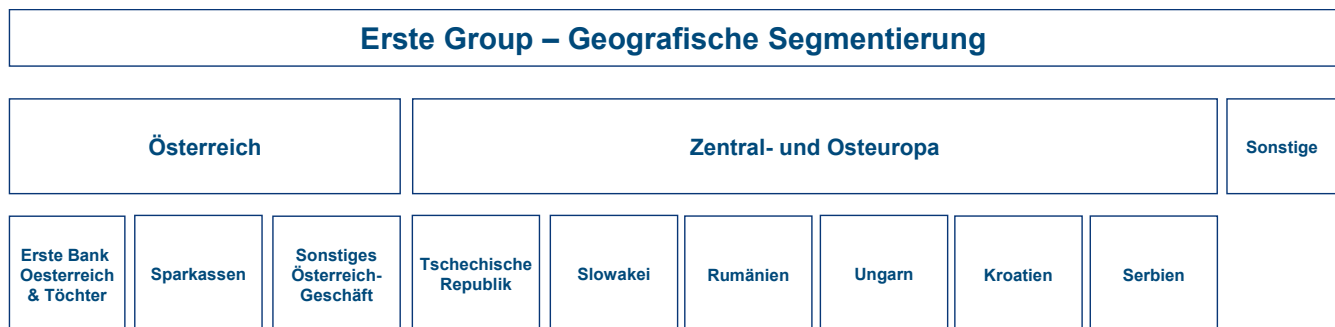 Erste Group – Geografische Segmentierung
Österreich
Zentral- und Osteuropa
Sonstige
Erste Bank
Oesterreich
& Töchter
Sparkassen
Sonstiges
Österreich-
Geschäft
Tschechische
Republik
Slowakei
Rumänien
Ungarn
Kroatien
Serbien